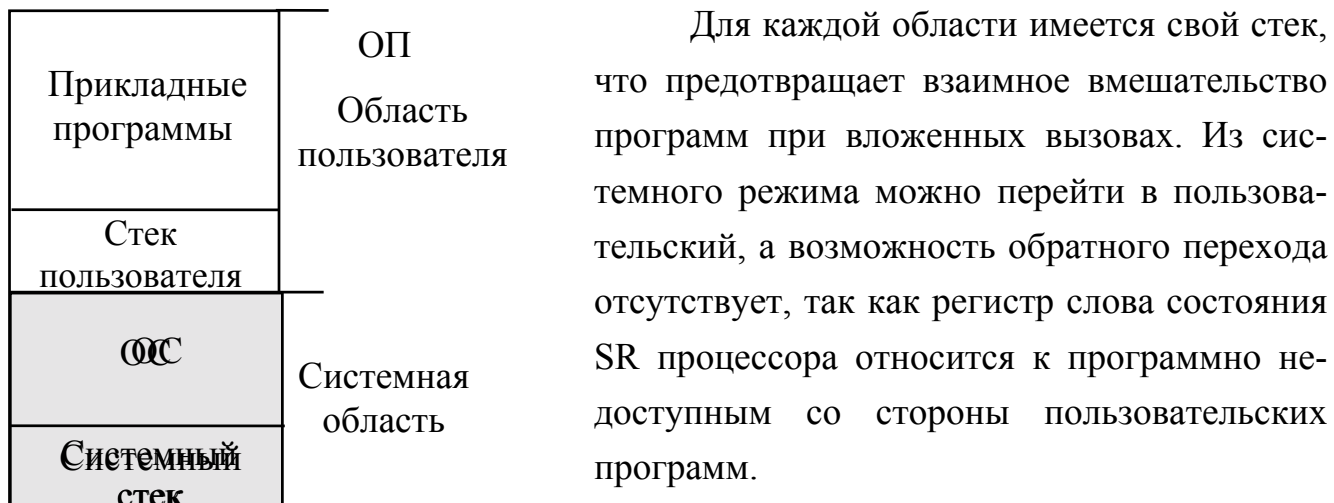 Прикладные
программы
Стек
пользователя
ОС
Системный
стек
ОП
Область
пользователя
Системная
область
Для каждой области имеется свой стек,
что предотвращает взаимное вмешательство
программ при вложенных вызовах. Из сис-
темного режима можно перейти в пользова-
тельский, а возможность обратного перехода
отсутствует, так как регистр слова состояния
SR процессора относится к программно не-
доступным со стороны пользовательских
программ.